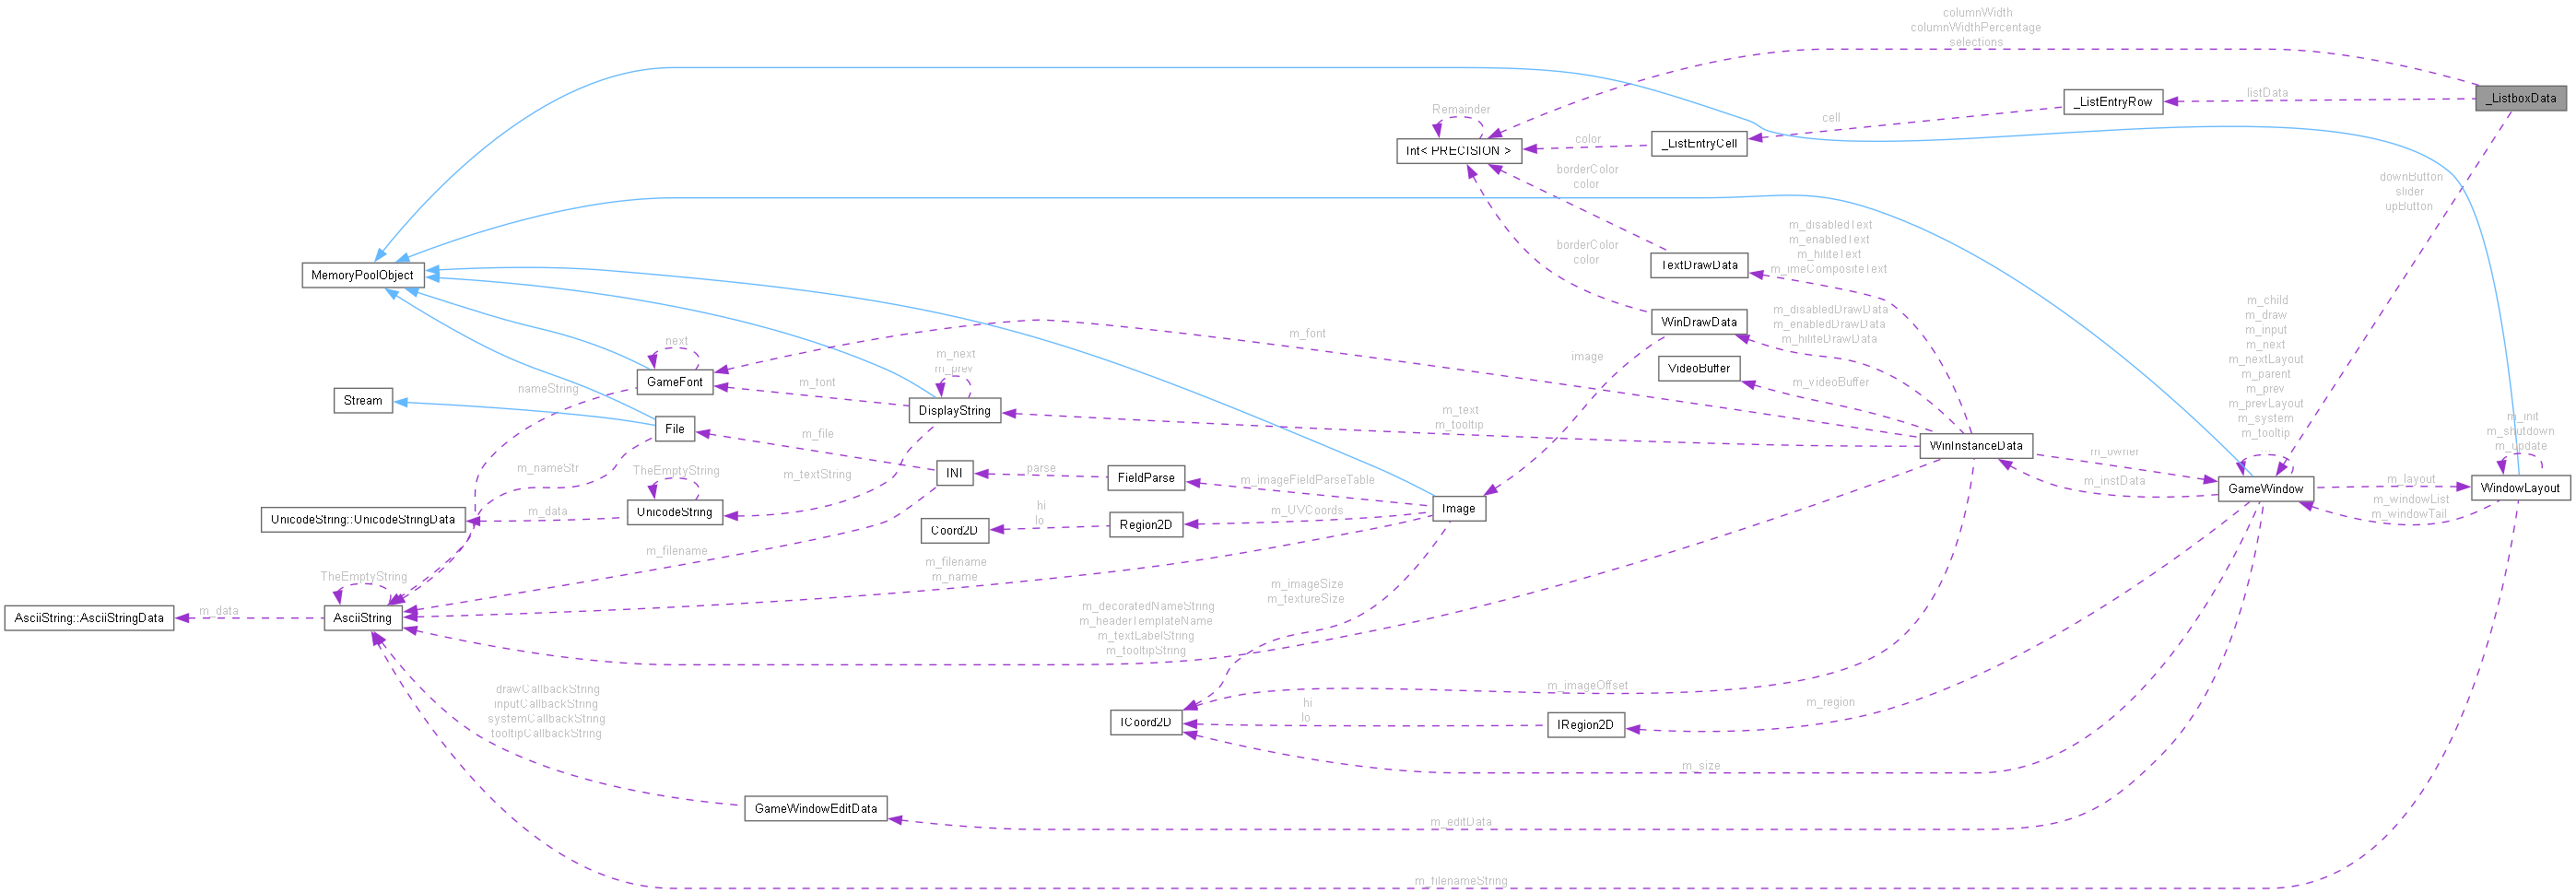 columnWidth
columnWidthPercentage
selections
_ListboxData
listData
_ListEntryRow
cell
Remainder
Int< PRECISION >
color
_ListEntryCell
borderColor
color
downButton
slider
upButton
m_disabledText
m_enabledText
m_hiliteText
m_imeCompositeText
borderColor
color
TextDrawData
MemoryPoolObject
m_child
m_draw
m_input
m_next
m_nextLayout
m_parent
m_prev
m_prevLayout
m_system
m_tooltip
m_disabledDrawData
m_enabledDrawData
m_hiliteDrawData
WinDrawData
m_font
next
m_next
m_prev
image
VideoBuffer
GameFont
m_font
m_videoBuffer
nameString
Stream
DisplayString
m_text
m_tooltip
m_init
m_shutdown
m_update
File
m_file
WinInstanceData
m_owner
m_nameStr
TheEmptyString
m_textString
INI
parse
FieldParse
m_imageFieldParseTable
m_instData
GameWindow
m_layout
WindowLayout
m_windowList
m_windowTail
UnicodeString::UnicodeStringData
m_data
UnicodeString
hi
lo
Coord2D
Region2D
m_UVCoords
Image
m_filename
m_filename
m_name
TheEmptyString
m_imageSize
m_textureSize
AsciiString::AsciiStringData
m_data
AsciiString
m_decoratedNameString
m_headerTemplateName
m_textLabelString
m_tooltipString
m_imageOffset
drawCallbackString
inputCallbackString
systemCallbackString
tooltipCallbackString
ICoord2D
hi
lo
IRegion2D
m_region
m_size
GameWindowEditData
m_editData
m_filenameString